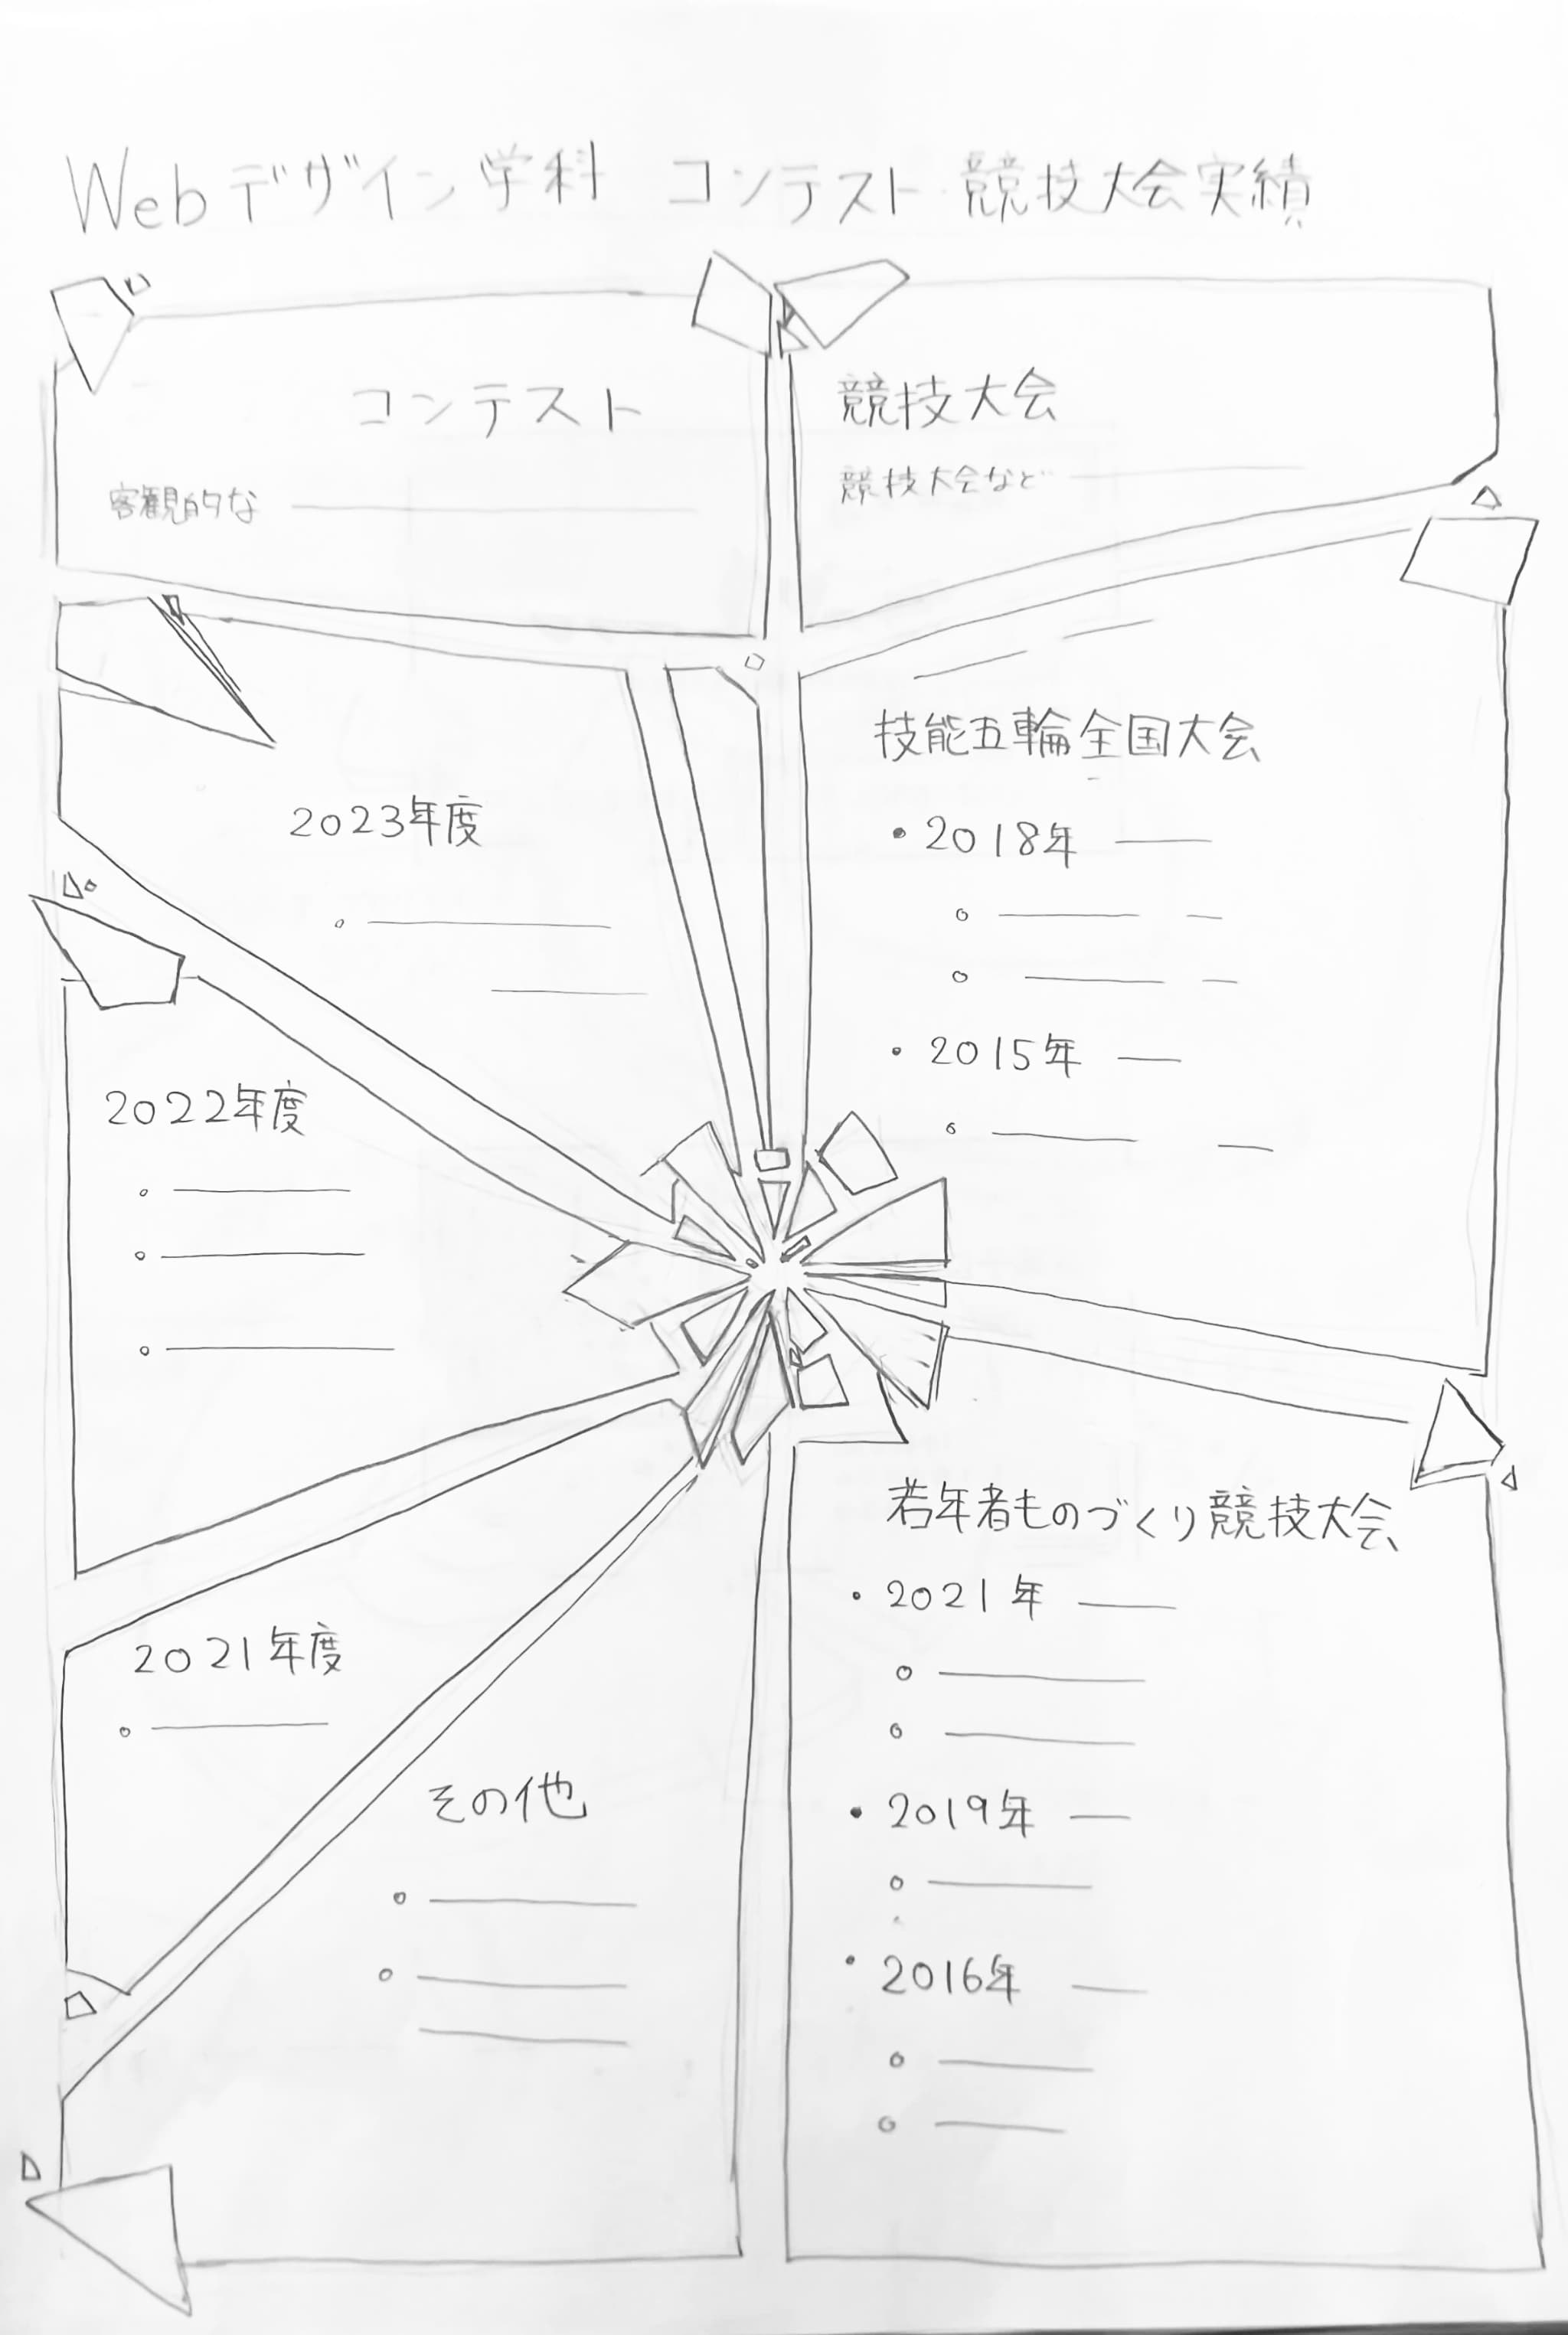 Webデザイン学科　コンテスト・競技大会実績
コンテスト
客観的な
2023年度
2022年度
2021年度
その他
競技大会
競技大会など
技能五輪全国大会
・2018年
・2015年
若年者ものづくり競技大会
・2021年
・2019年
・2016年